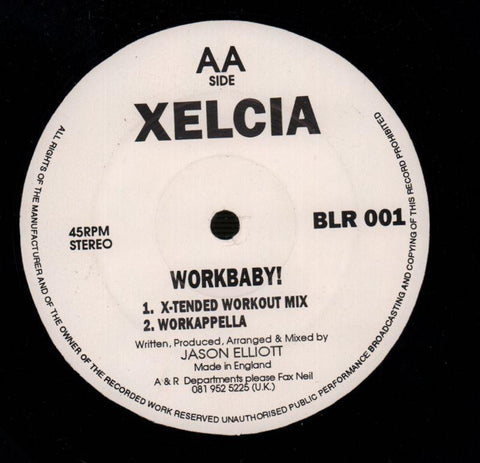 AA
SIDE
XELCIA
45RPM
STEREO
BLR 001
WORKBABY!
1. X-TENDED WORKOUT MIX
2. WORKAPPELLA
Written, Produced, Arranged & Mixed by
JASON ELLIOTT
Made in England
A & R Departments please Fax Neil
081 952 5225 (U.K.)
ALL RIGHTS OF THE MANUFACTURER AND OF THE OWNER OF THE RECORDED WORK RESERVED UNAUTHORISED PUBLIC PERFORMANCE BROADCASTING AND COPYING OF THIS RECORD PROHIBITED